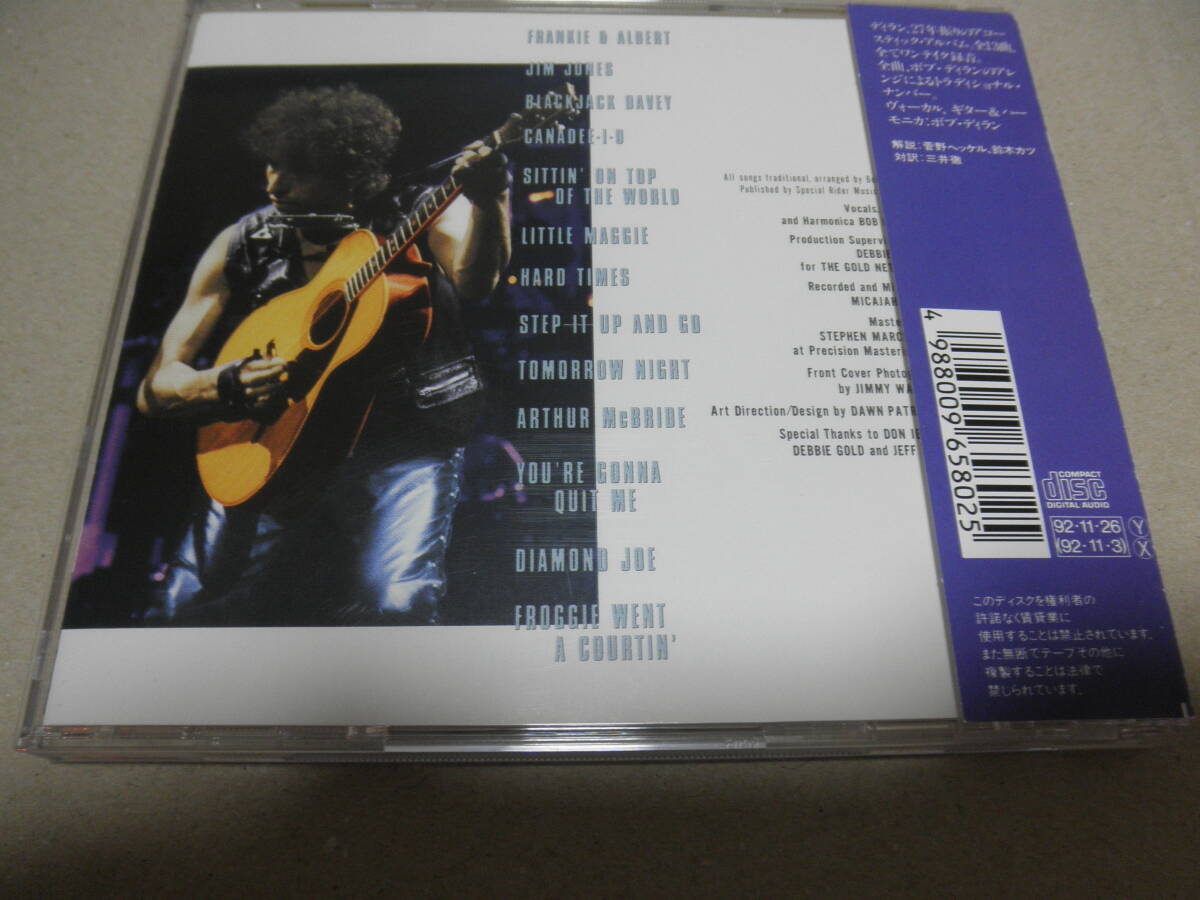 FRANKIE & ALBERT
JIM JONES
BLACKJACK DAVEY
CANADEE-I-O
SITTIN' ON TOP
OF THE WORLD
LITTLE MAGGIE
HARD TIMES
STEP IT UP AND GO
TOMORROW NIGHT
ARTHUR McBRIDE
YOU'RE GONNA
QUIT ME
DIAMOND JOE
FROGGIE WENT
A COURTIN'
All songs traditional, arranged by
Published by Special Rider Music
Vocals,
and Harmonica BOB
Production Superv
DEBBIE
for THE GOLD NET
Recorded and Mi
MICAJAH
Maste
STEPHEN MARC
at Precision Master
Front Cover Photog
by JIMMY WA
Art Direction/Design by DAWN PATR
Special Thanks to DON
DEBBIE GOLD and JEFF
ディラン、27年振りのアコー
スティック・アルバム。全13曲、
全てワンテイク録音。
全曲、ボブ・ディランのアレ
ンジによるトラディショナル・
ナンバー。
ヴォーカル、ギター&ハー
モニカ:ボブ・ディラン
解説:菅野ヘッケル、鈴木カツ
対訳:三井徹
4 988009 658025
COMPACT
disc
DIGITAL AUDIO
92・11・26
(92・11・3)
Y
X
このディスクを権利者の
許諾なく賃貸業に
使用することは禁止されています。
また無断でテープその他に
複製することは法律で
禁じられています。